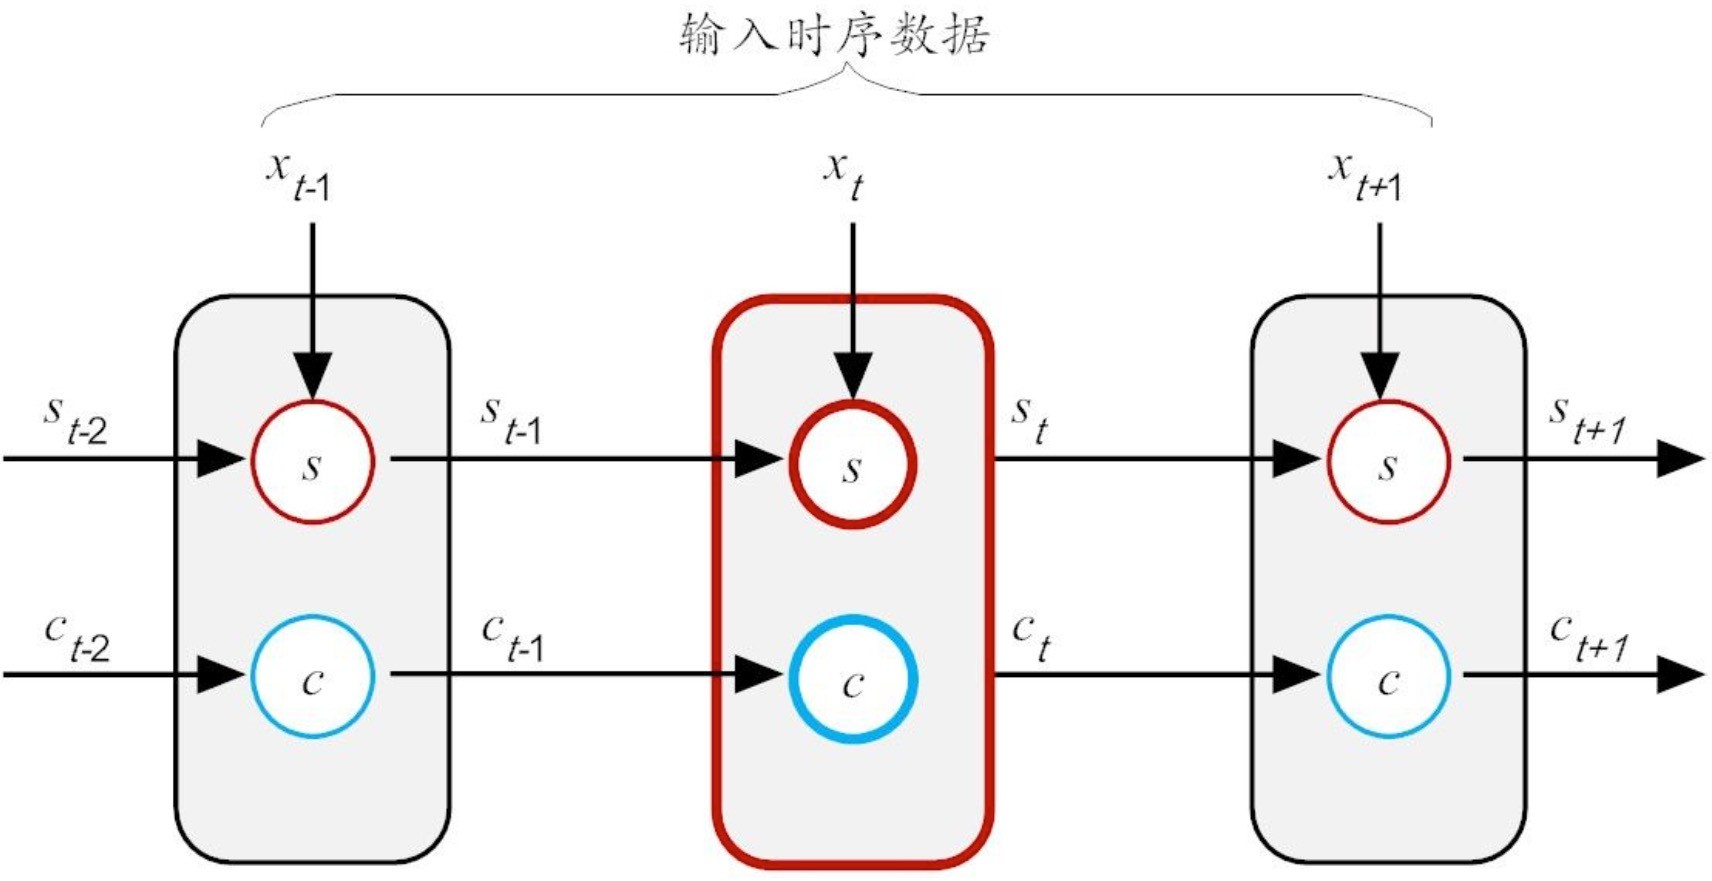 输入时序数据
x t-1 x t x t+1
s t-2 s t-1 s t s t+1
s s s
c t-2 c t-1 c t c t+1
c c c